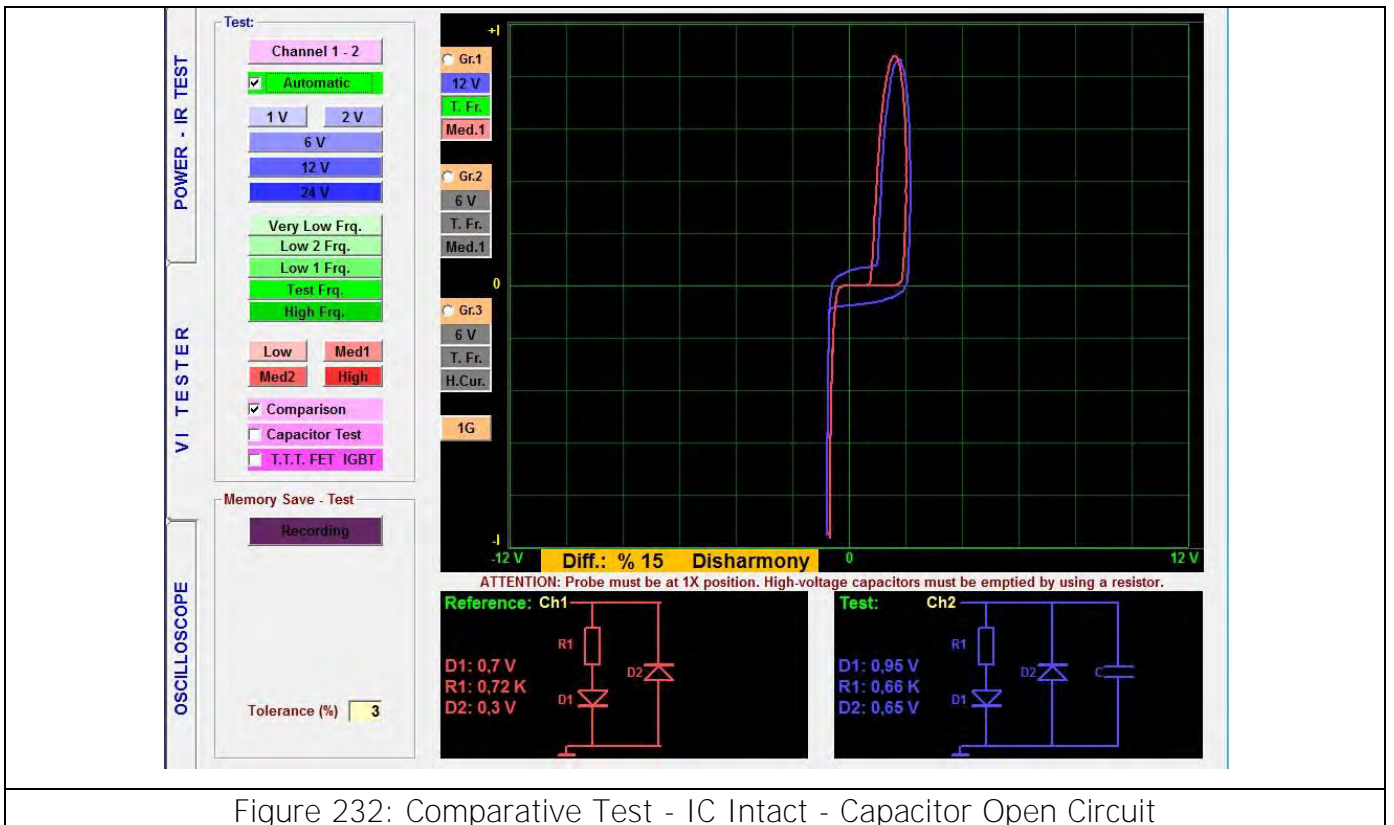 POWER - IR TEST
VI TESTER
OSCILLOSCOPE
Test:
Channel 1 - 2
Automatic
1 V 2 V
6 V
12 V
24 V
Very Low Frq.
Low 2 Frq.
Low 1 Frq.
Test Frq.
High Frq.
Low Med1
Med2 High
Comparison
Capacitor Test
T.T.T. FET IGBT
Memory Save - Test
Recording
Tolerance (%) 3
+I
Gr.1
12 V
T. Fr.
Med.1
Gr.2
6 V
T. Fr.
Med.1
0
Gr.3
6 V
T. Fr.
H.Cur.
1G
-I
-12 V Diff.: % 15 Disharmony 0 12 V
ATTENTION: Probe must be at 1X position. High-voltage capacitors must be emptied by using a resistor.
Reference: Ch1
R1
D2
D1
D1: 0,7 V
R1: 0,72 K
D2: 0,3 V
Test: Ch2
R1
D2
C
D1
D1: 0,95 V
R1: 0,66 K
D2: 0,65 V
Figure 232: Comparative Test - IC Intact - Capacitor Open Circuit